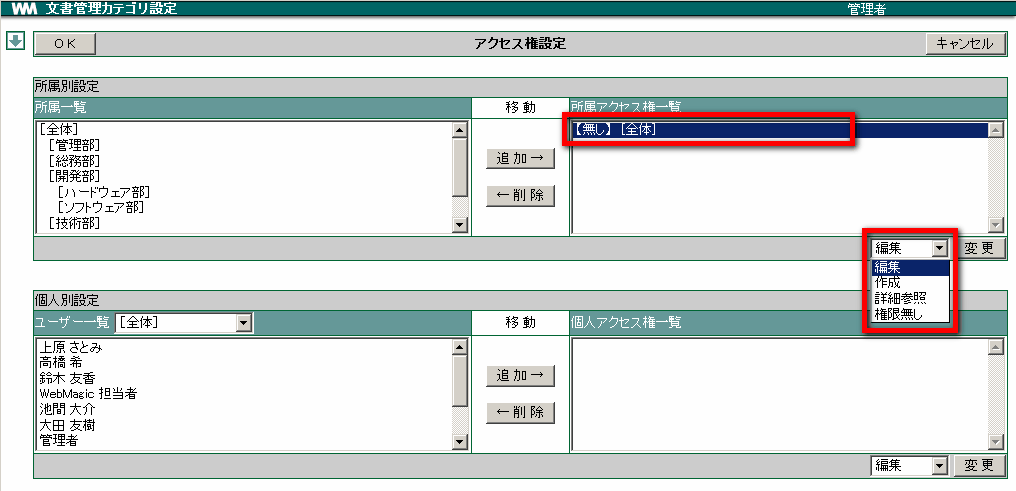 WM 文書管理カテゴリ設定 管理者
OK アクセス権設定 キャンセル
所属別設定
所属一覧 移動 所属アクセス権一覧
[全体]
[管理部]
[総務部]
[開発部]
[ハードウェア部]
[ソフトウェア部]
[技術部]
追加→
←削除
【無し】 [全体]
編集 変更
編集
作成
詳細参照
権限無し
個人別設定
ユーザー一覧 [全体] 移動 個人アクセス権一覧
上原 さとみ
高橋 希
鈴木 友香
WebMagic 担当者
池間 大介
大田 友樹
管理者
追加→
←削除
編集 変更